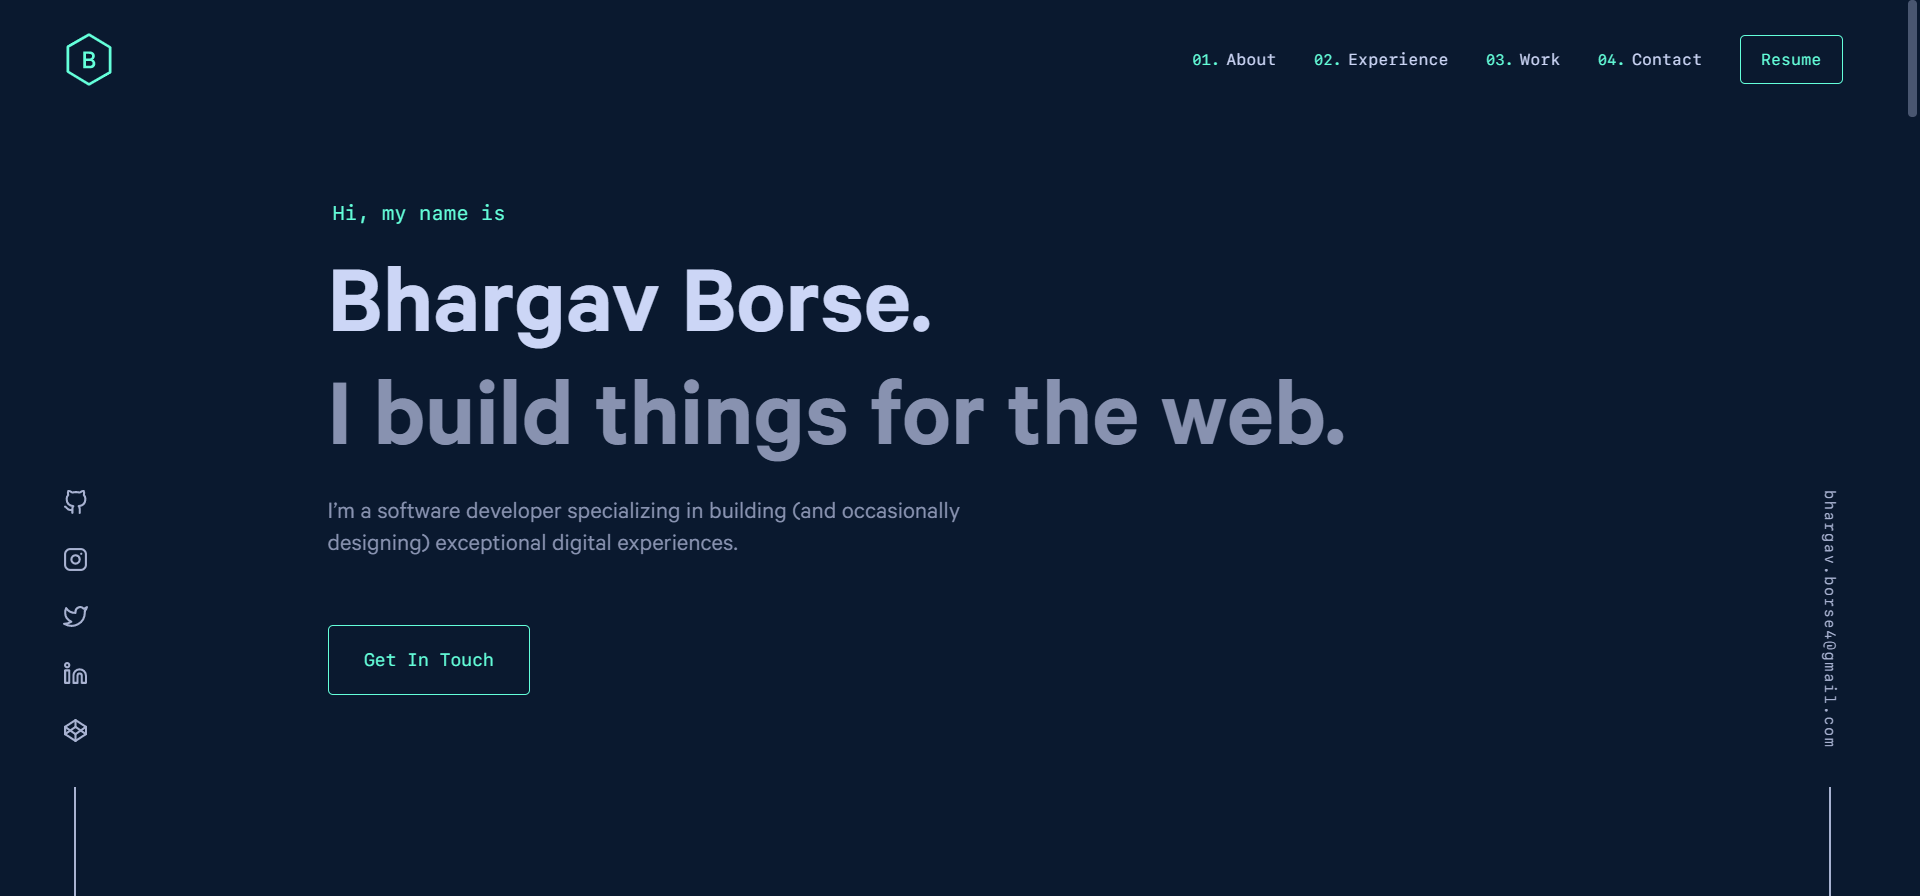 B
01. About
02. Experience
03. Work
04. Contact
Resume
Hi, my name is
Bhargav Borse.
I build things for the web.
I'm a software developer specializing in building (and occasionally
designing) exceptional digital experiences.
Get In Touch
bhargav.borse4@gmail.com